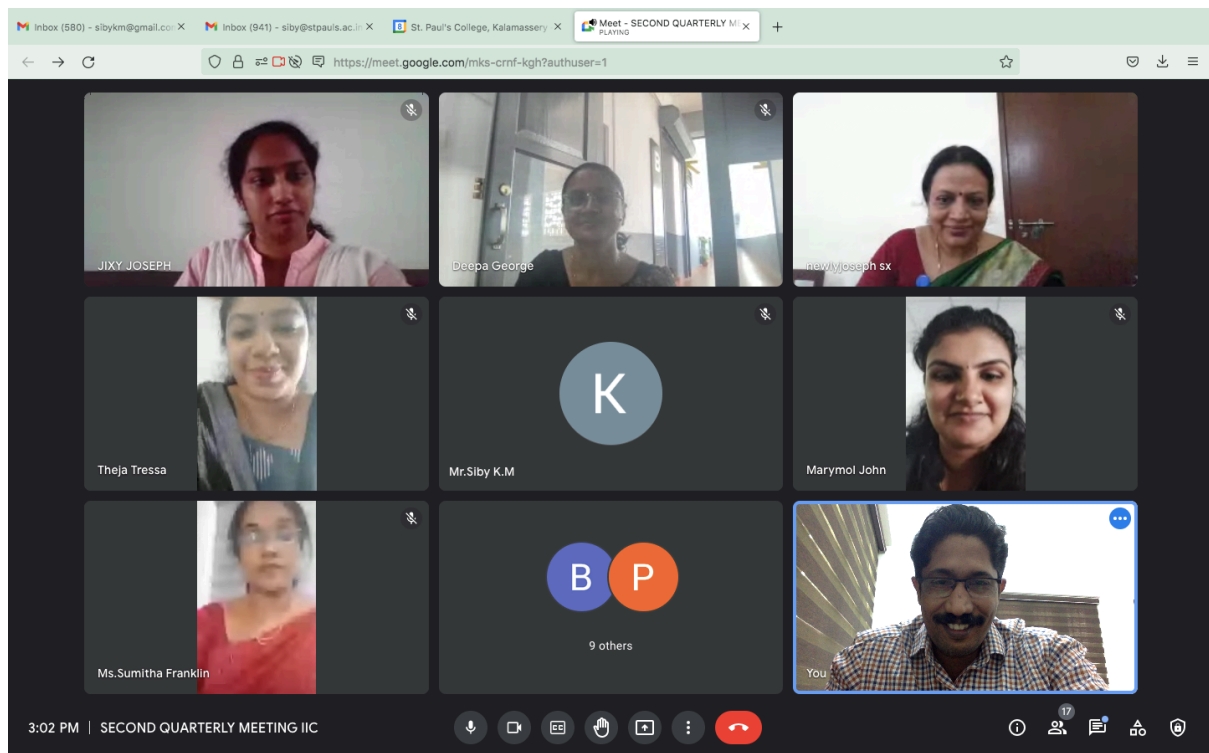 Inbox (580) - sibykm@gmail.com
Inbox (941) - siby@stpauls.ac.in
St. Paul's College, Kalamassery
Meet - SECOND QUARTERLY
PLAYING
https://meet.google.com/mks-crnf-kgh?authuser=1
JIXY JOSEPH
Deepa George
newlyjoseph sx
Theja Tressa
K
Mr.Siby K.M
Marymol John
Ms.Sumitha Franklin
B P
9 others
You
3:02 PM | SECOND QUARTERLY MEETING IIC
CC
17